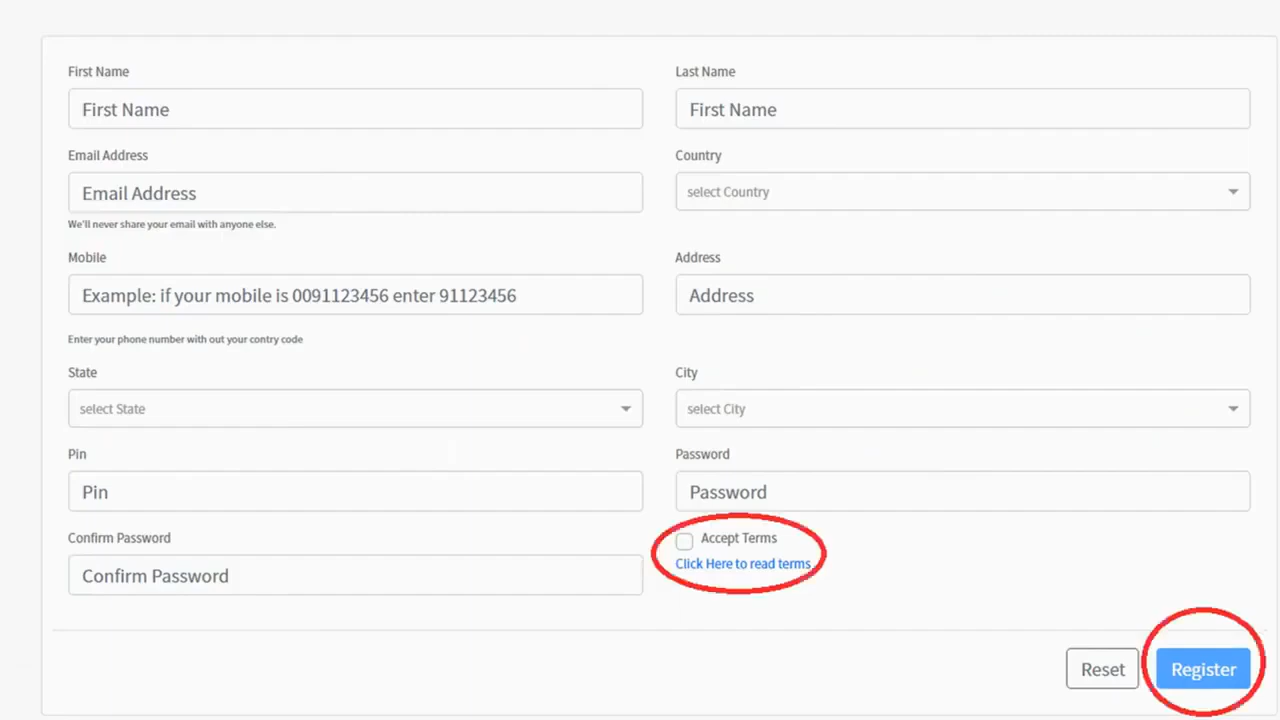 First Name
Last Name
First Name
First Name
Email Address
Country
Email Address
select Country
We'll never share your email with anyone else.
Mobile
Address
Example: if your mobile is 0091123456 enter 91123456
Address
Enter your phone number with out your contry code
State
City
select State
select City
Pin
Password
Pin
Password
Confirm Password
Accept Terms
Click Here to read terms
Confirm Password
Reset
Register